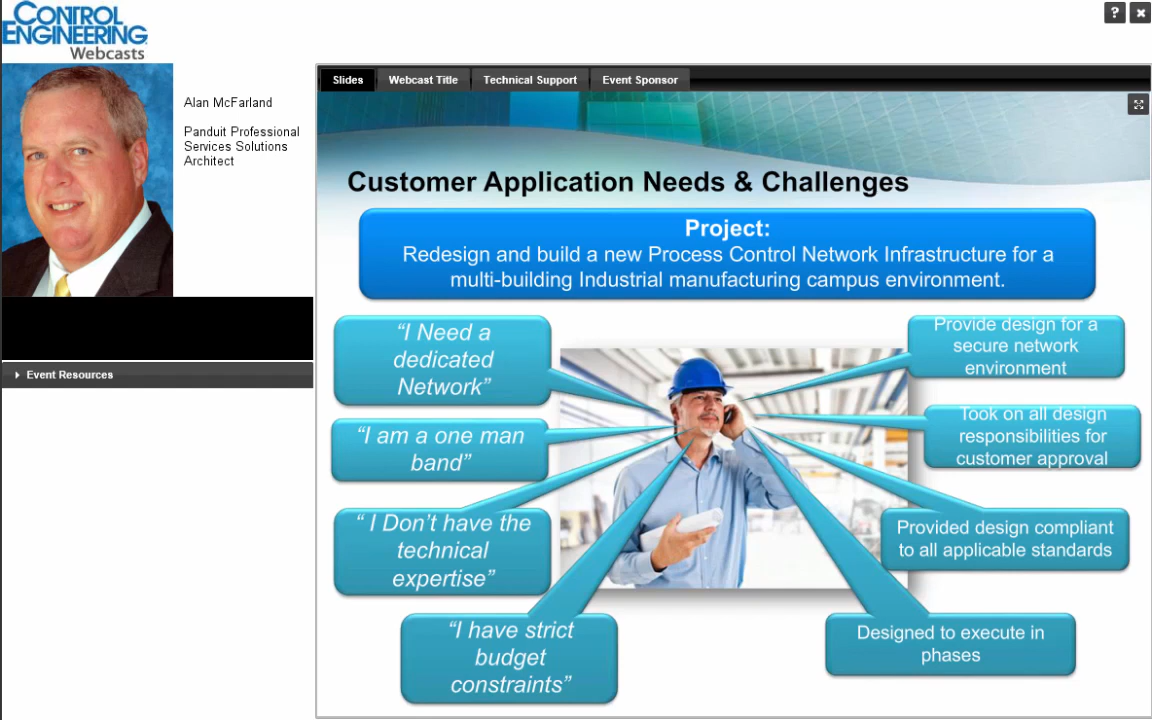 CONTROL
ENGINEERING
Webcasts
?
Alan McFarland
Panduit Professional
Services Solutions
Architect
Event Resources
Slides
Webcast Title
Technical Support
Event Sponsor
Customer Application Needs & Challenges
Project:
Redesign and build a new Process Control Network Infrastructure for a
multi-building Industrial manufacturing campus environment.
“I Need a
dedicated
Network”
“I am a one man
band”
“ I Don’t have the
technical
expertise”
“I have strict
budget
constraints”
Provide design for a
secure network
environment
Took on all design
responsibilities for
customer approval
Provided design compliant
to all applicable standards
Designed to execute in
phases